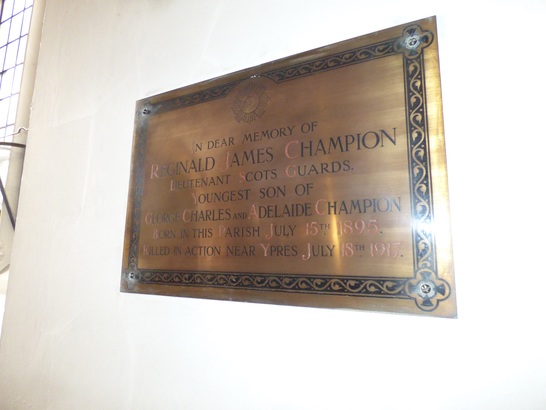 IN DEAR MEMORY OF
REGINALD JAMES CHAMPION
LIEUTENANT SCOTS GUARDS.
YOUNGEST SON OF
GEORGE CHARLES AND ADELAIDE CHAMPION
BORN IN THIS PARISH JULY 15TH 1895.
KILLED IN ACTION NEAR YPRES JULY 18TH 1917.